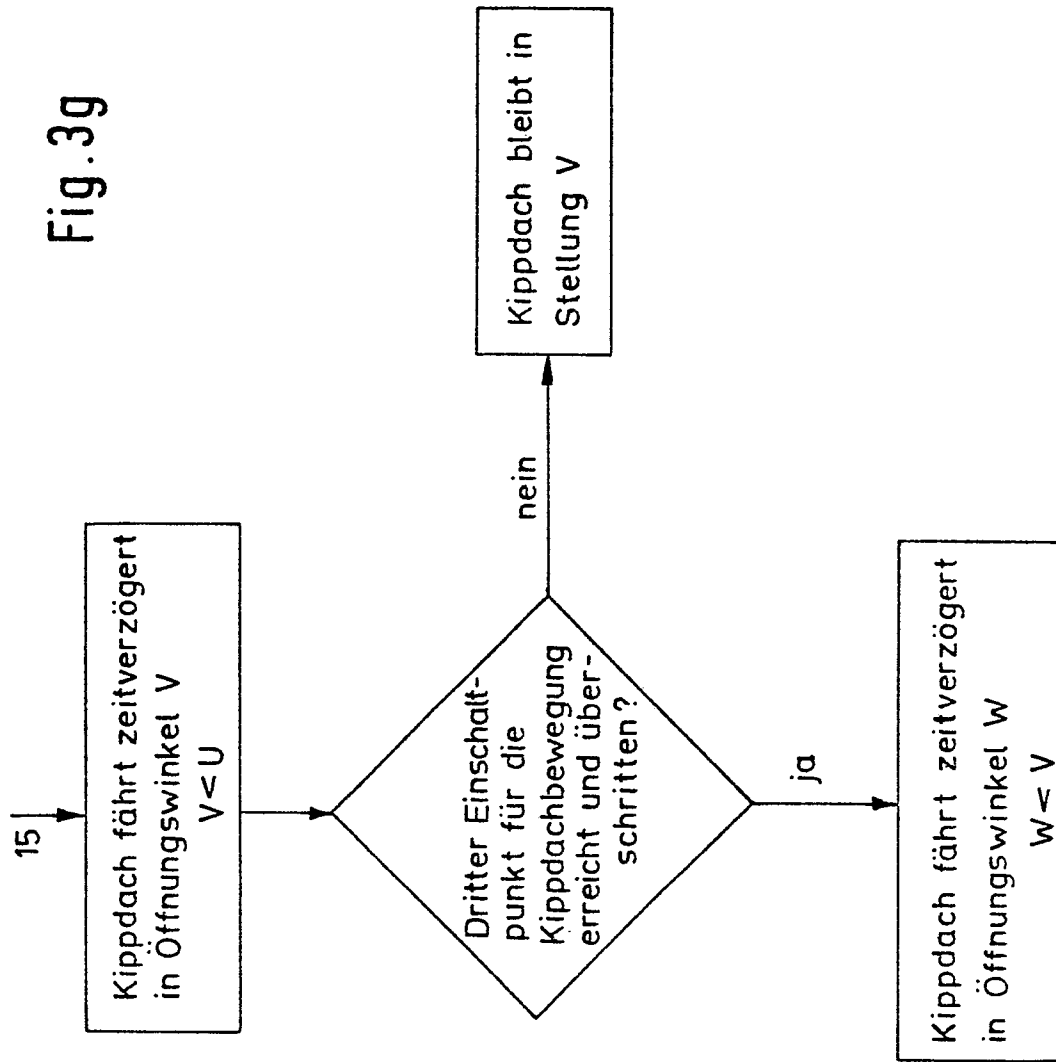 Fig.3g
15
Kippdach fährt zeitverzögert
in Öffnungswinkel V
V<U
Dritter Einschalt-
punkt für die
Kippdachbewegung
erreicht und über-
schritten?
nein
Kippdach bleibt in
Stellung V
ja
Kippdach fährt zeitverzögert
in Öffnungswinkel W
W<V